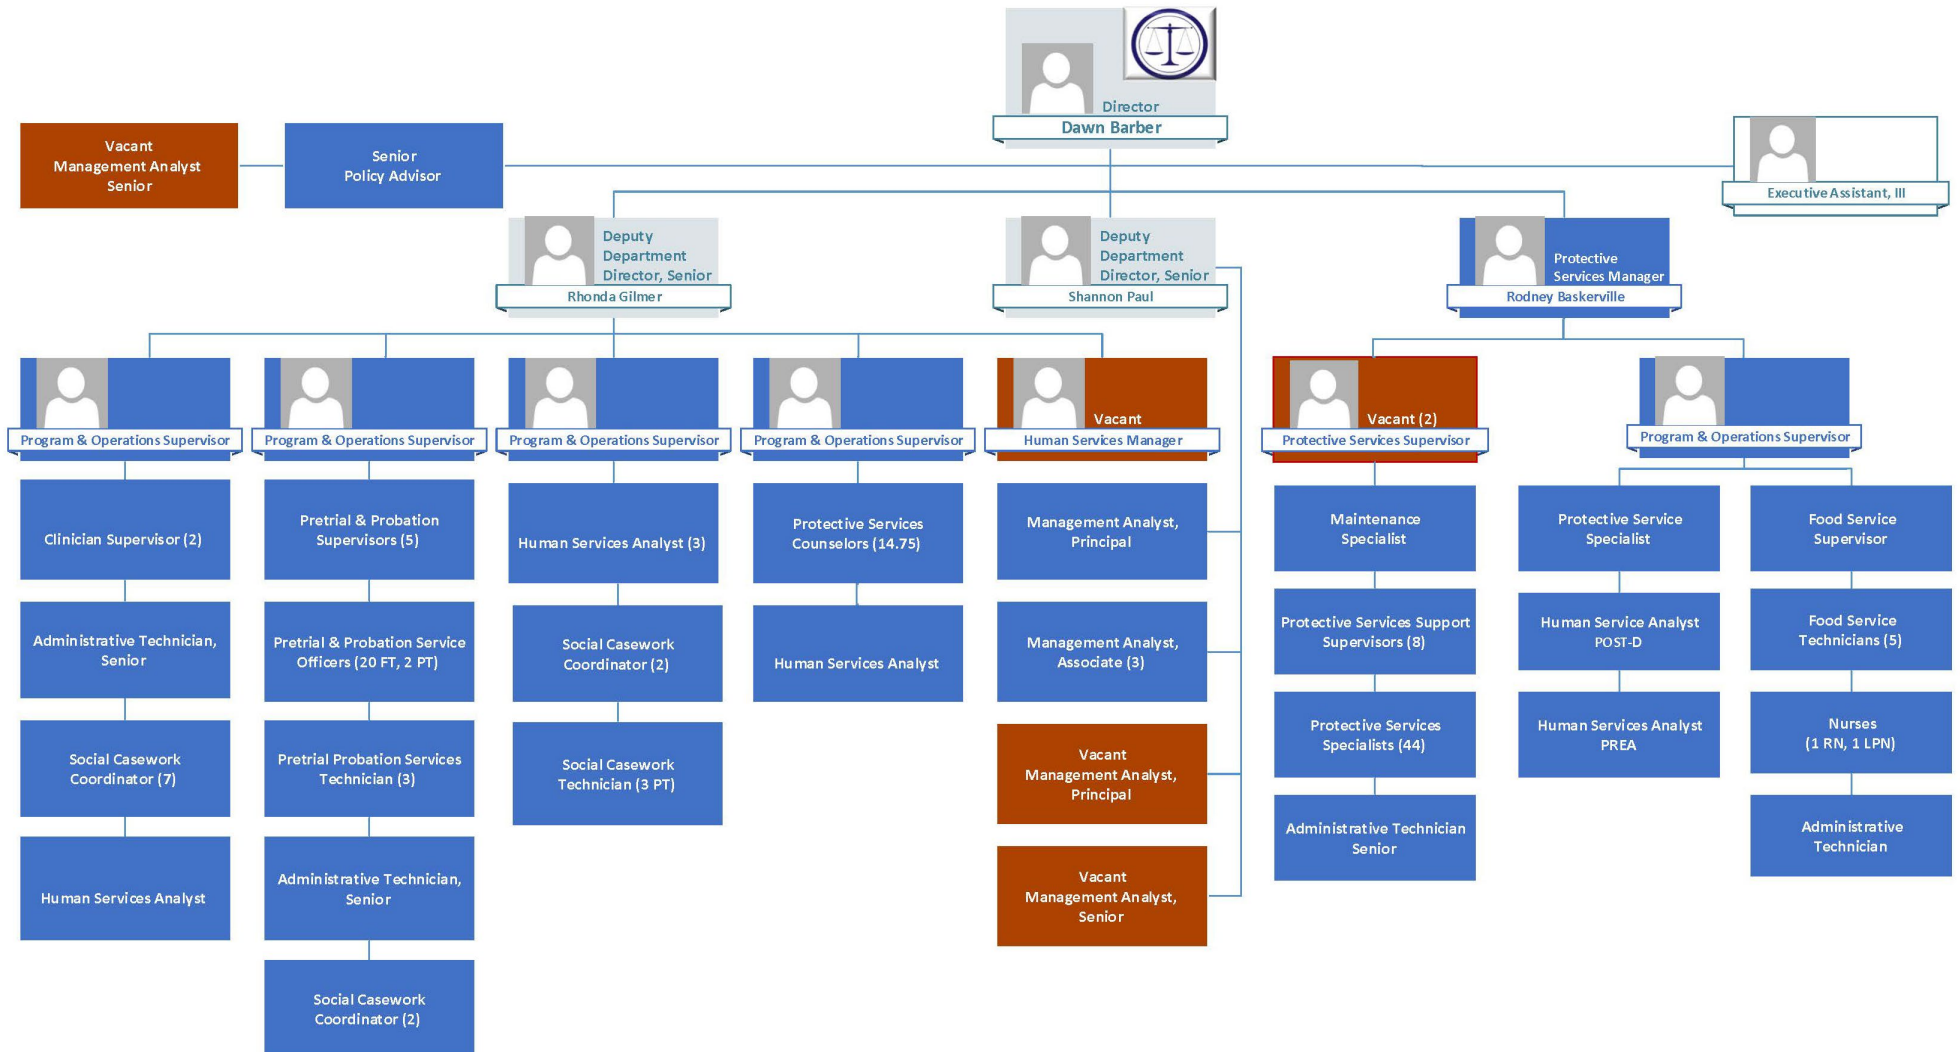 Director
Dawn Barber
Vacant
Management Analyst
Senior
Senior
Policy Advisor
Executive Assistant, III
Deputy
Department
Director, Senior
Rhonda Gilmer
Deputy
Department
Director, Senior
Shannon Paul
Protective
Services Manager
Rodney Baskerville
Program & Operations Supervisor
Program & Operations Supervisor
Program & Operations Supervisor
Program & Operations Supervisor
Vacant
Human Services Manager
Vacant (2)
Protective Services Supervisor
Program & Operations Supervisor
Clinician Supervisor (2)
Administrative Technician,
Senior
Social Casework
Coordinator (7)
Human Services Analyst
Pretrial & Probation
Supervisors (5)
Pretrial & Probation Service
Officers (20 FT, 2 PT)
Pretrial Probation Services
Technician (3)
Administrative Technician,
Senior
Social Casework
Coordinator (2)
Human Services Analyst (3)
Social Casework
Coordinator (2)
Social Casework
Technician (3 PT)
Protective Services
Counselors (14.75)
Human Services Analyst
Management Analyst,
Principal
Management Analyst,
Associate (3)
Vacant
Management Analyst,
Principal
Vacant
Management Analyst,
Senior
Maintenance
Specialist
Protective Services Support
Supervisors (8)
Protective Services
Specialists (44)
Administrative Technician
Senior
Protective Service
Specialist
Human Service Analyst
POST-D
Human Services Analyst
PREA
Food Service
Supervisor
Food Service
Technicians (5)
Nurses
(1 RN, 1 LPN)
Administrative
Technician